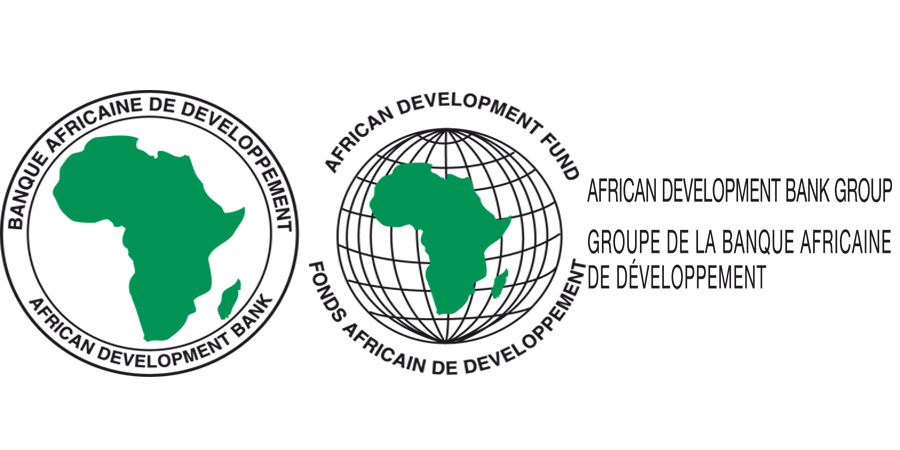 BANQUE AFRICAINE DE DEVELOPPEMENT
AFRICAN DEVELOPMENT BANK
AFRICAN DEVELOPMENT FUND
FONDS AFRICAIN DE DEVELOPPEMENT
AFRICAN DEVELOPMENT BANK GROUP
GROUPE DE LA BANQUE AFRICAINE
DE DÉVELOPPEMENT